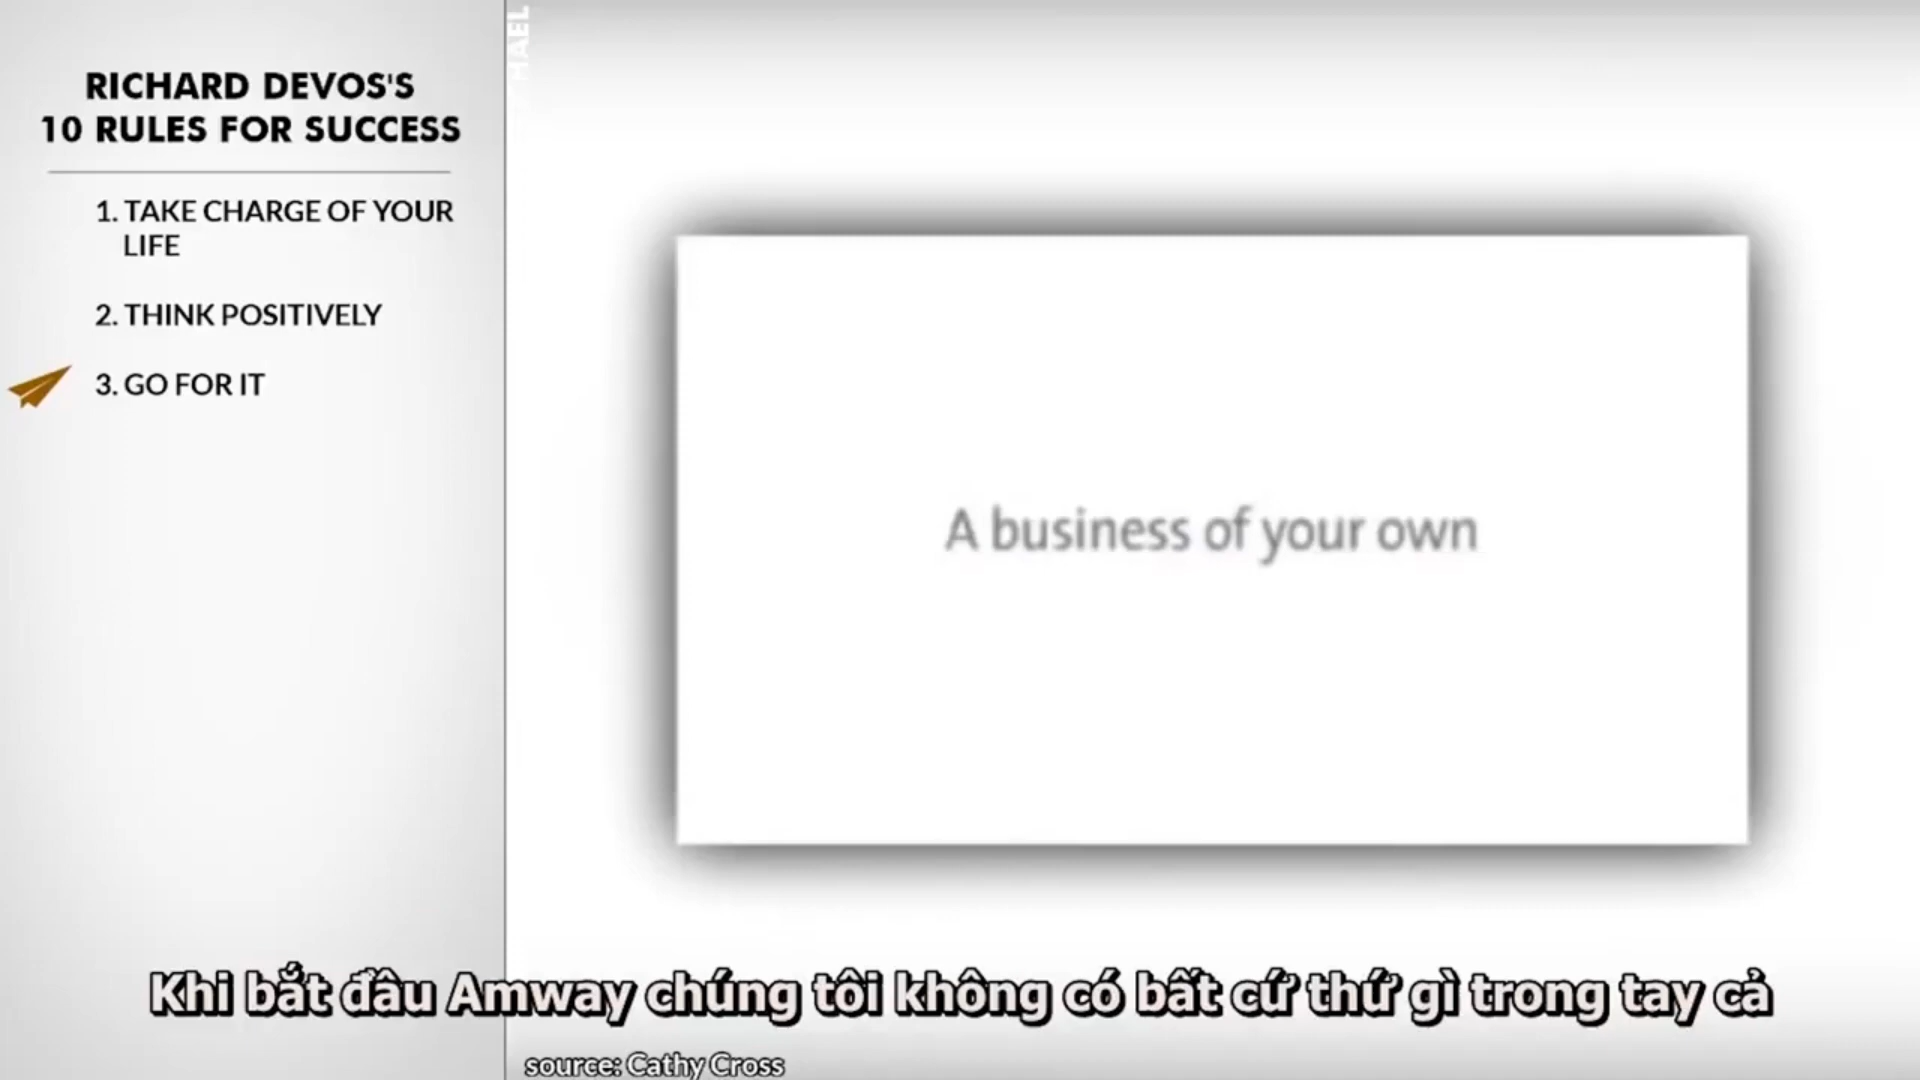 RICHARD DEVOS'S
10 RULES FOR SUCCESS
1. TAKE CHARGE OF YOUR
LIFE
2. THINK POSITIVELY
3. GO FOR IT
A business of your own
Khi bắt đầu Amway chúng tôi không có bất cứ thứ gì trong tay cả
source: Cathy Cross